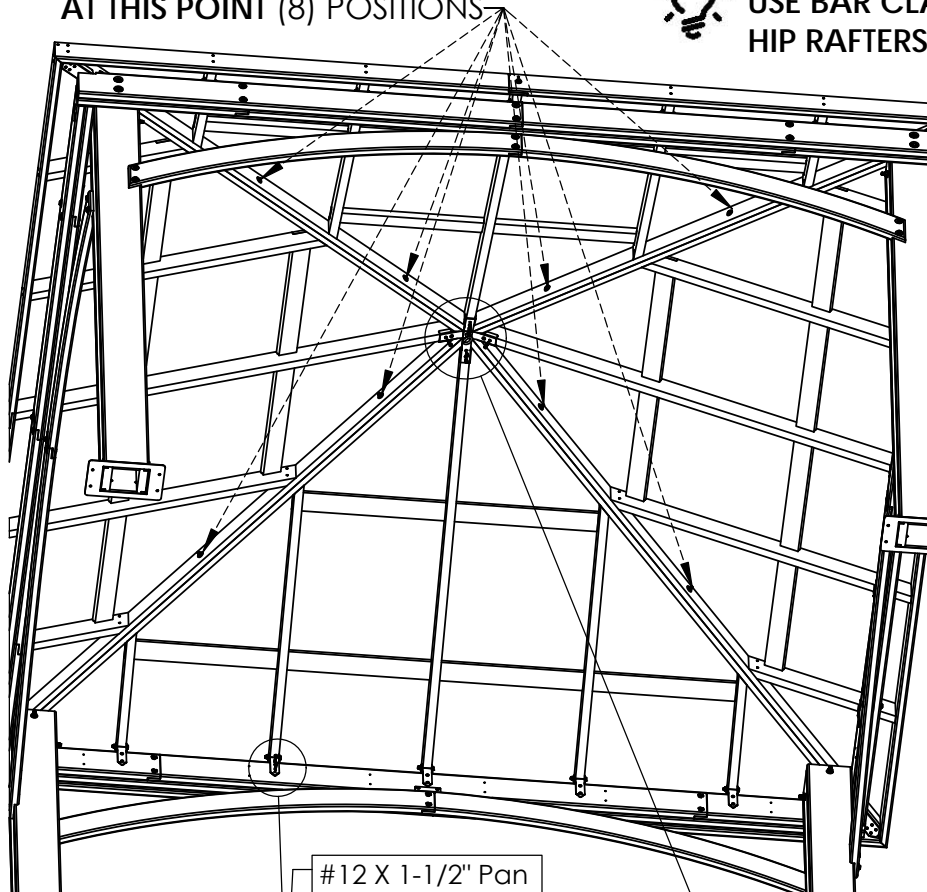 AT THIS POINT (8) POSITIONS
USE BAR CLA
HIP RAFTERS
#12 X 1-1/2" Pan